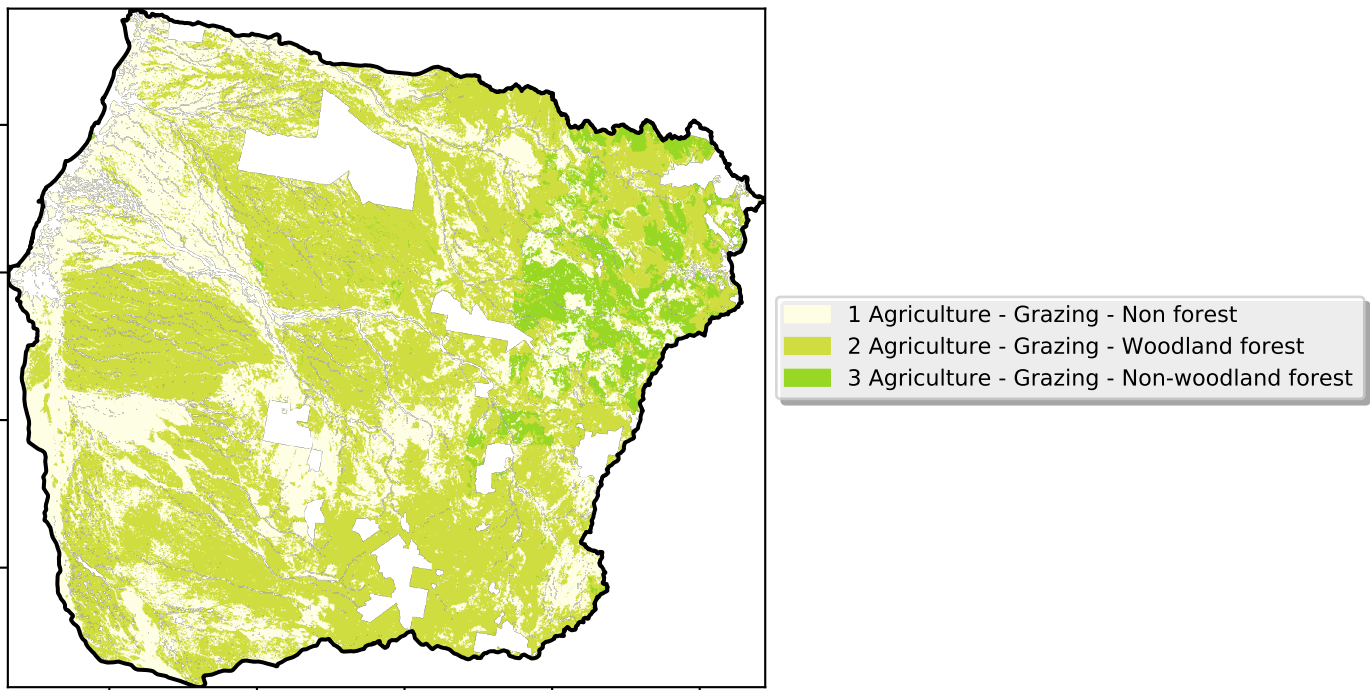 1 Agriculture - Grazing - Non forest
2 Agriculture - Grazing - Woodland forest
3 Agriculture - Grazing - Non-woodland forest